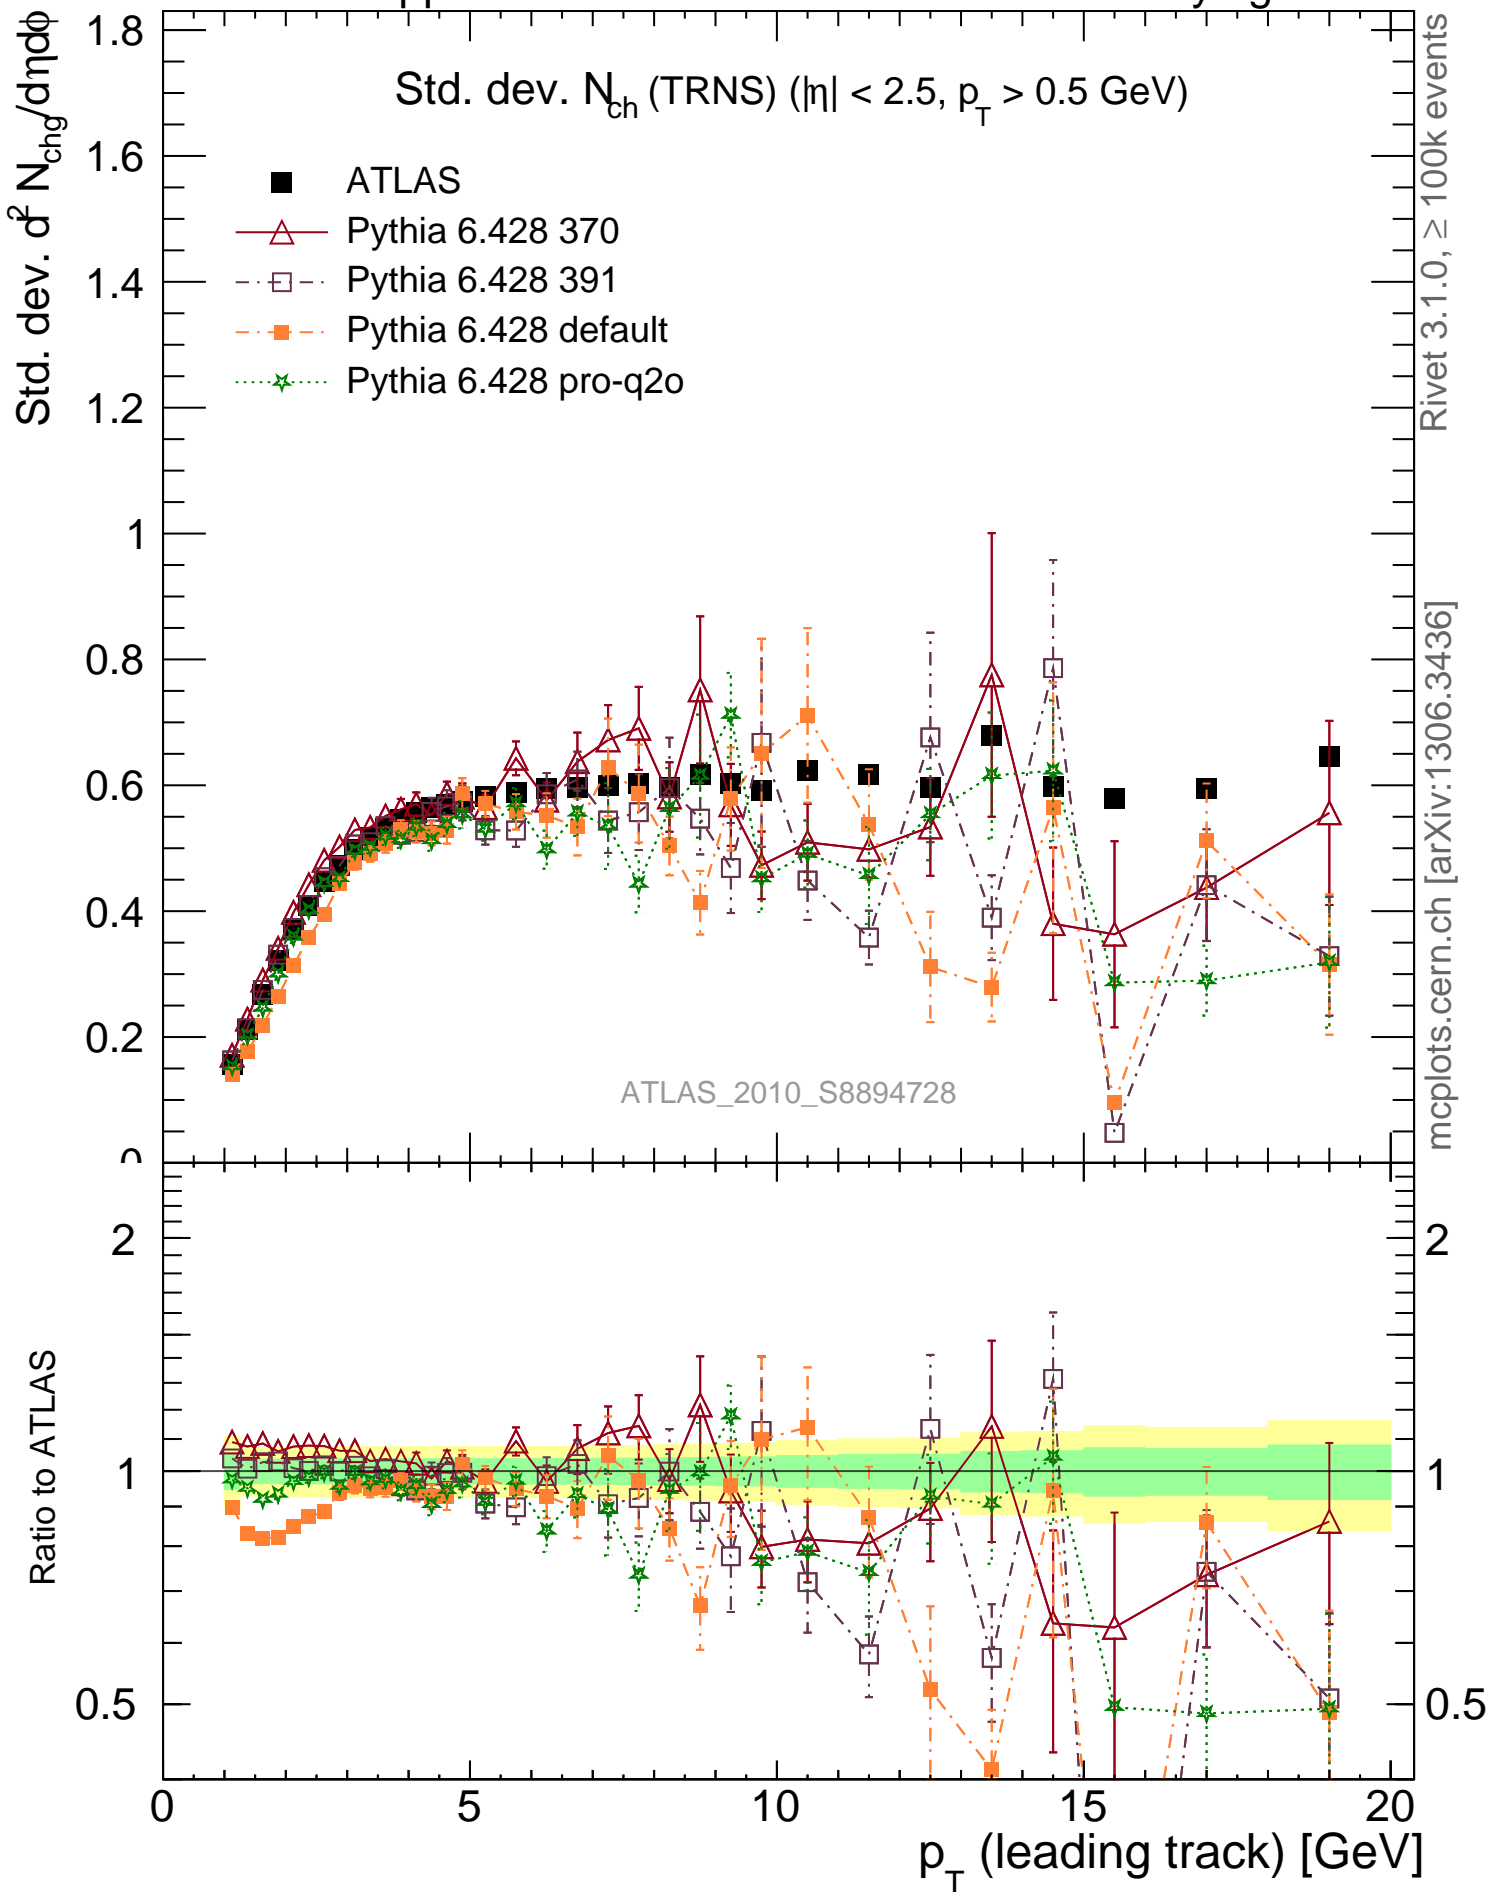 Std. dev. N_ch (TRNS) (|η| < 2.5, p_T > 0.5 GeV)
ATLAS
Pythia 6.428 370
Pythia 6.428 391
Pythia 6.428 default
Pythia 6.428 pro-q2o
Std. dev. d² N_chg/dηdϕ
1.8
1.6
1.4
1.2
1
0.8
0.6
0.4
0.2
0
ATLAS_2010_S8894728
Rivet 3.1.0, ≥ 100k events
mcplots.cern.ch [arXiv:1306.3436]
Ratio to ATLAS
2
1
0.5
2
1
0.5
0 5 10 15 20
p_T (leading track) [GeV]